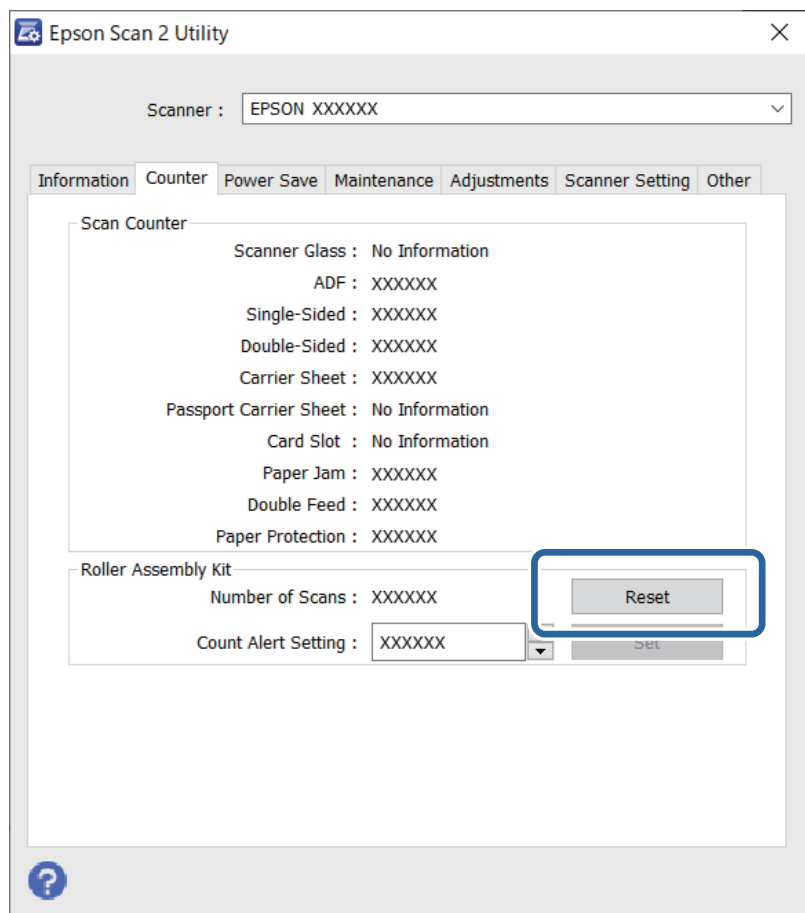 Epson Scan 2 Utility
Scanner : EPSON XXXXXX
Information Counter Power Save Maintenance Adjustments Scanner Setting Other
Scan Counter
Scanner Glass : No Information
ADF : XXXXXX
Single-Sided : XXXXXX
Double-Sided : XXXXXX
Carrier Sheet : XXXXXX
Passport Carrier Sheet : No Information
Card Slot : No Information
Paper Jam : XXXXXX
Double Feed : XXXXXX
Paper Protection : XXXXXX
Roller Assembly Kit
Number of Scans : XXXXXX Reset
Count Alert Setting : XXXXXX Set
?